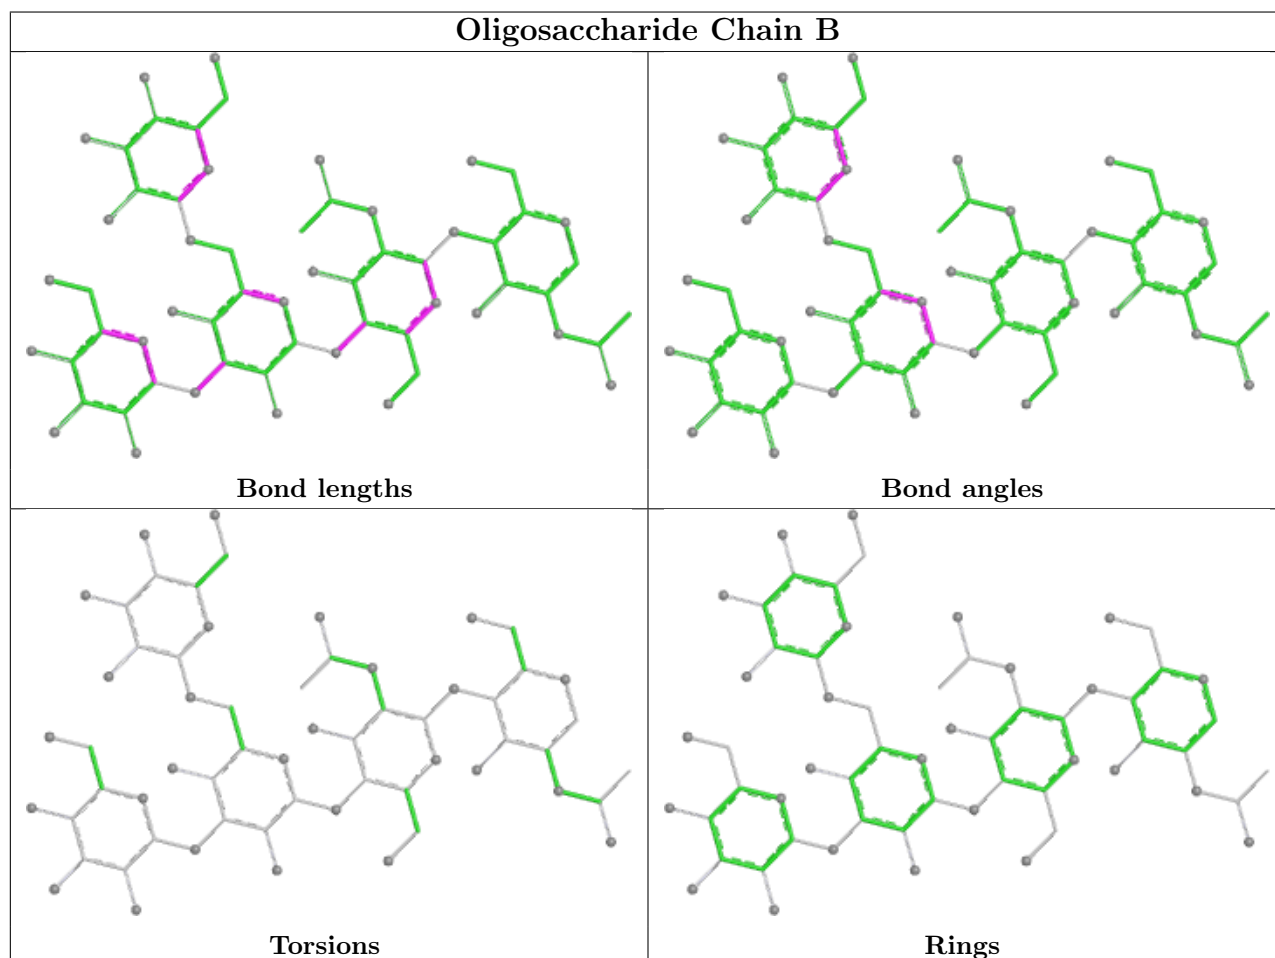 Oligosaccharide Chain B
Bond lengths
Bond angles
Torsions
Rings